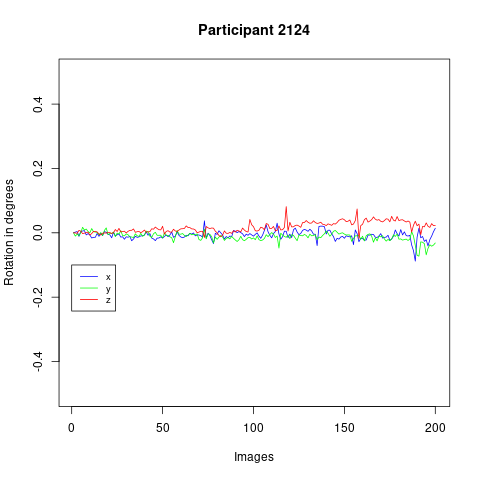 Participant 2124
Rotation in degrees
0.4
0.2
0.0
-0.2
-0.4
x
y
z
0 50 100 150 200
Images